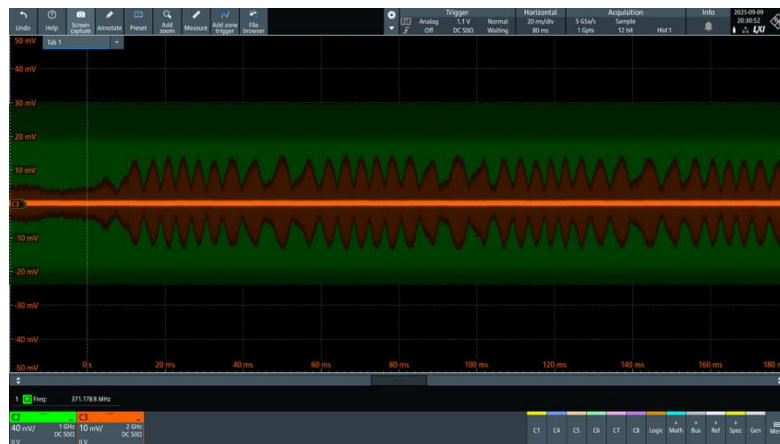 Undo
Help
Screen capture
Annotate
Preset
Add zoom
Measure
Add zone trigger
File browser
Trigger
Analog 1.1 V Normal
Off DC 50Ω Waiting
Horizontal
20 ms/div
80 ms
Acquisition
5 GSa/s Sample
1 Gpts 12 bit Hist1
Info
2025-09-09
20:30:52
LXI
50 mV
Tab 1
40 mV
30 mV
20 mV
10 mV
C3
-10 mV
-20 mV
-30 mV
-40 mV
-50 mV
0 s 20 ms 40 ms 60 ms 80 ms 100 ms 120 ms 140 ms 160 ms
1 C2 Freq: 371.1788 MHz
C2
40 mV/ 1 GHz
DC 50Ω
0 V
C3
10 mV/ 2 GHz
DC 50Ω
0 V
C1 C4 C5 C6 C7 C8 Logic Math Bus Ref Spec Gen